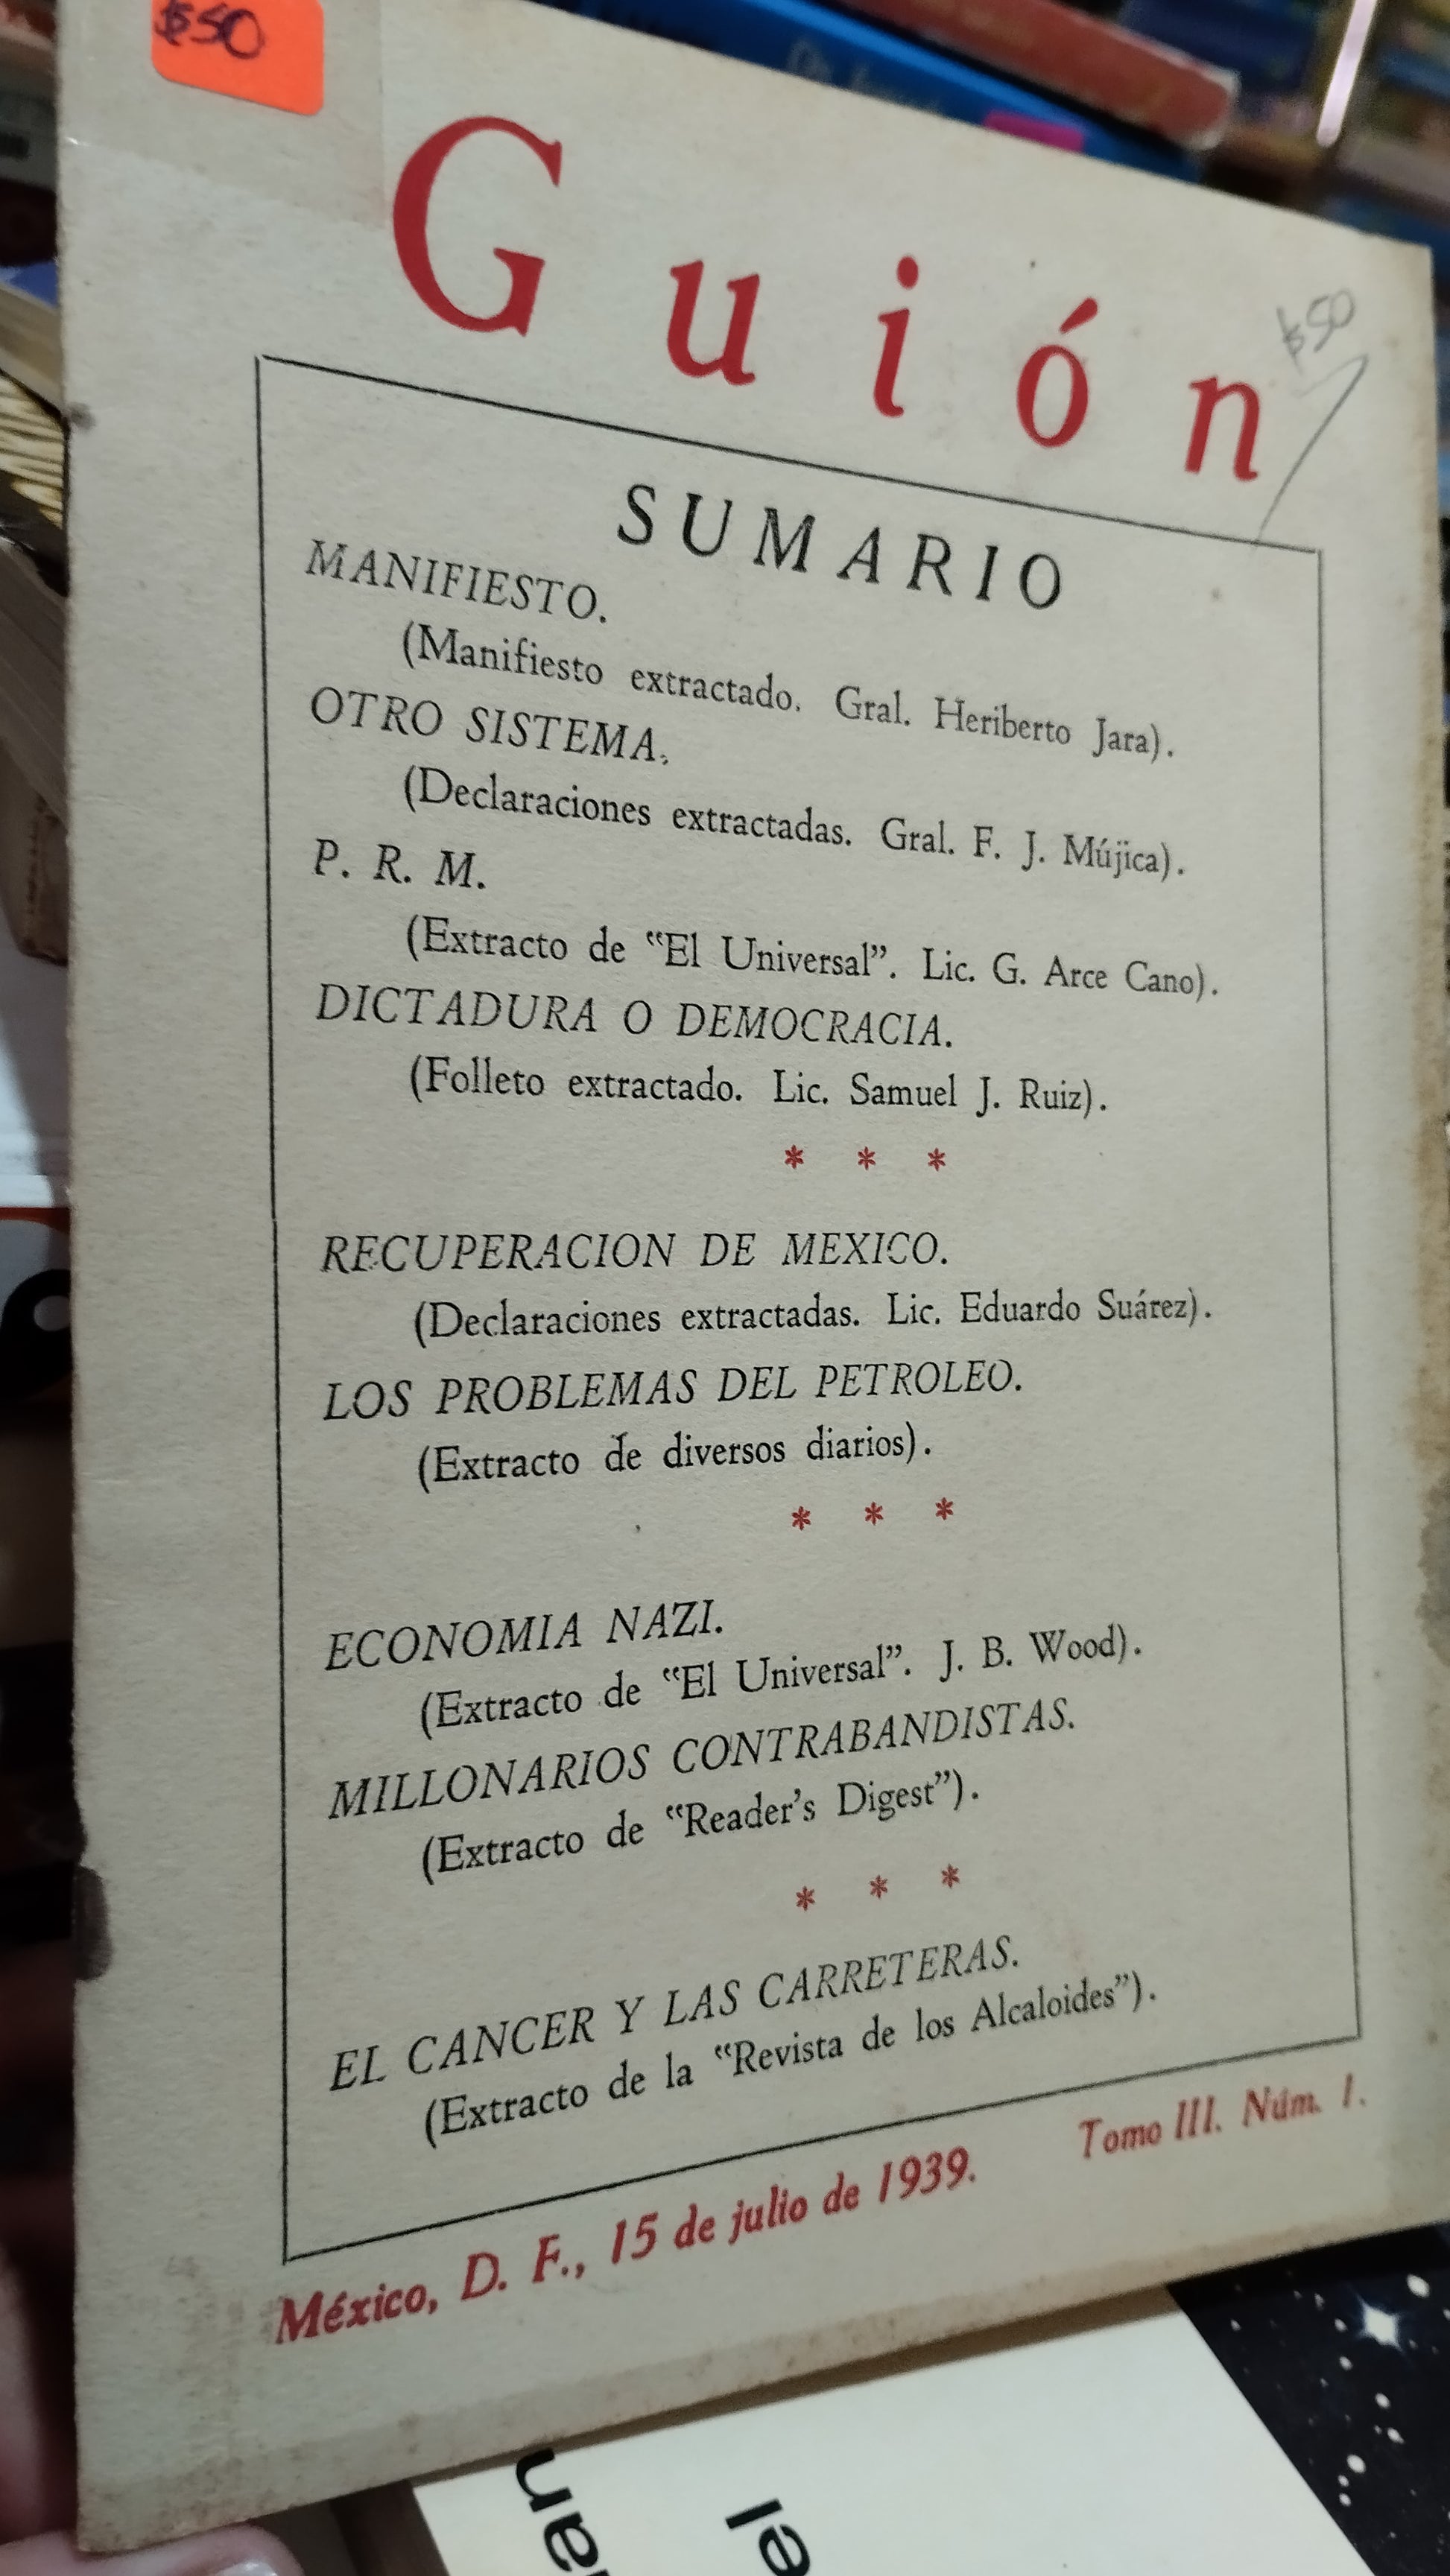 $50
Guión
$50
SUMARIO
MANIFIESTO.
(Manifiesto extractado. Gral. Heriberto Jara).
OTRO SISTEMA.
(Declaraciones extractadas. Gral. F. J. Mújica).
P. R. M.
(Extracto de “El Universal”. Lic. G. Arce Cano).
DICTADURA O DEMOCRACIA.
(Folleto extractado. Lic. Samuel J. Ruiz).
* * *
RECUPERACION DE MEXICO.
(Declaraciones extractadas. Lic. Eduardo Suárez).
LOS PROBLEMAS DEL PETROLEO.
(Extracto de diversos diarios).
* * *
ECONOMIA NAZI.
(Extracto de “El Universal”. J. B. Wood).
MILLONARIOS CONTRABANDISTAS.
(Extracto de “Reader’s Digest”).
* * *
EL CANCER Y LAS CARRETERAS.
(Extracto de la “Revista de los Alcaloides”).
México, D. F., 15 de julio de 1939. Tomo III. Núm. 1.
el